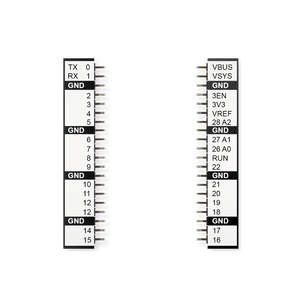 TX 0
RX 1
GND
2
3
4
5
GND
6
7
8
9
GND
10
11
12
12
GND
14
15
VBUS
VSYS
GND
3EN
3V3
VREF
28 A2
GND
27 A1
26 A0
RUN
22
GND
21
20
19
18
GND
17
16